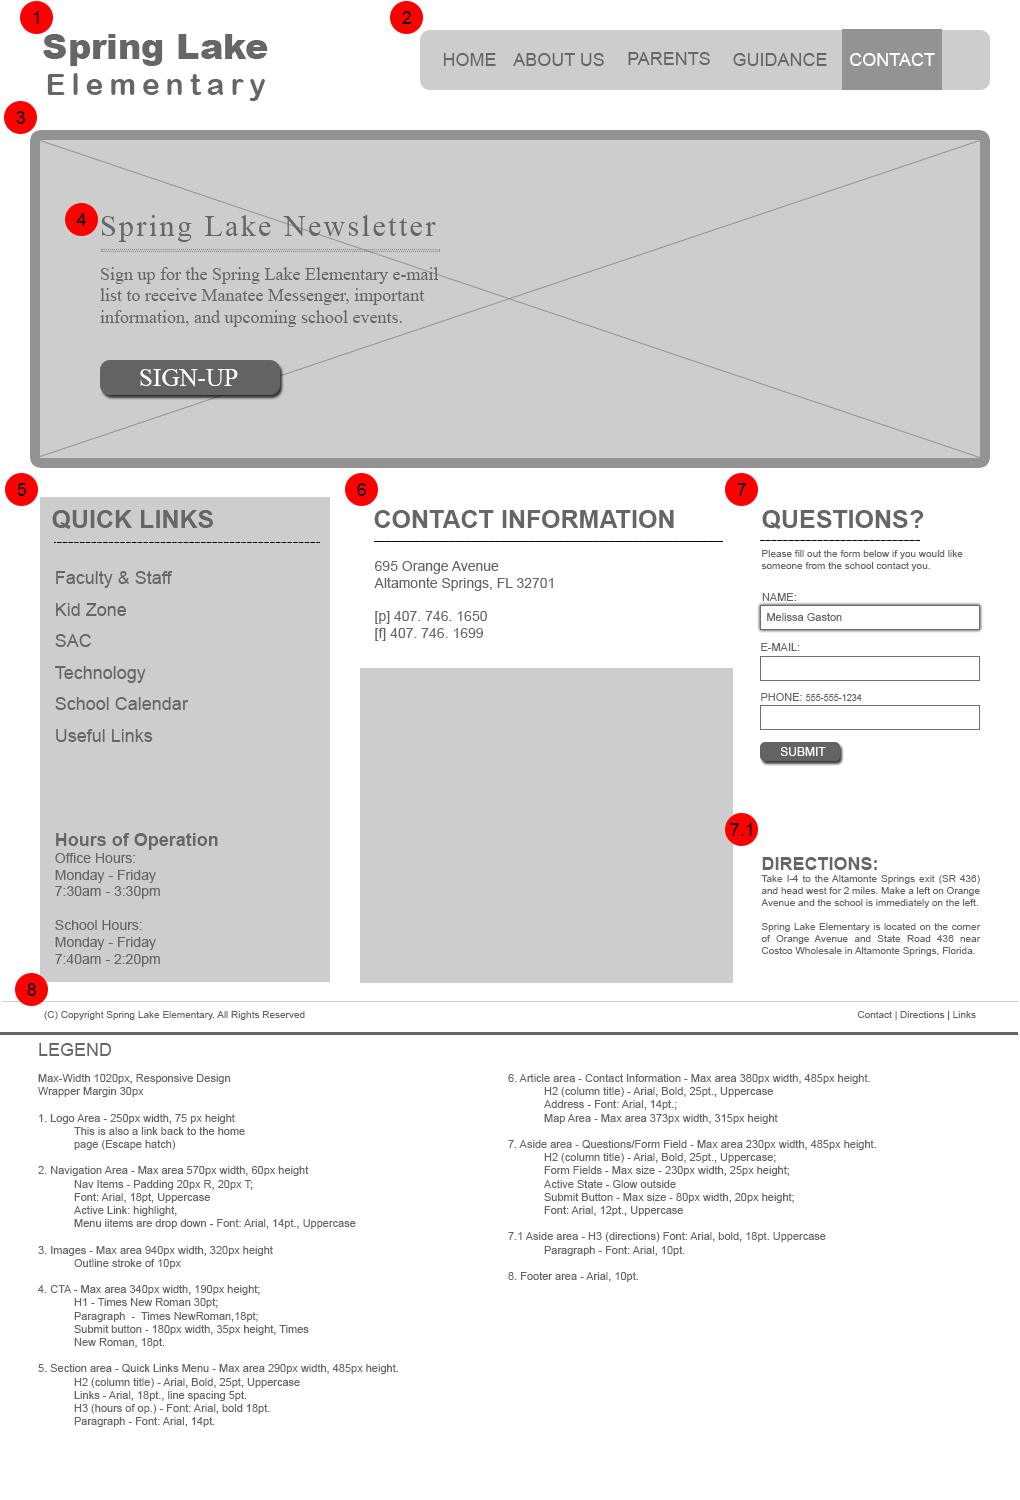 1
Spring Lake
Elementary
2
HOME ABOUT US PARENTS GUIDANCE CONTACT
3
4
Spring Lake Newsletter
Sign up for the Spring Lake Elementary e-mail
list to receive Manatee Messenger, important
information, and upcoming school events.
SIGN-UP
5
QUICK LINKS
Faculty & Staff
Kid Zone
SAC
Technology
School Calendar
Useful Links
Hours of Operation
Office Hours:
Monday - Friday
7:30am - 3:30pm
School Hours:
Monday - Friday
7:40am - 2:20pm
6
CONTACT INFORMATION
695 Orange Avenue
Altamonte Springs, FL 32701
[p] 407. 746. 1650
[f] 407. 746. 1699
7
QUESTIONS?
Please fill out the form below if you would like
someone from the school contact you.
NAME:
Melissa Gaston
E-MAIL:
PHONE: 555-555-1234
SUBMIT
7.1
DIRECTIONS:
Take I-4 to the Altamonte Springs exit (SR 436)
and head west for 2 miles. Make a left on Orange
Avenue and the school is immediately on the left.
Spring Lake Elementary is located on the corner
of Orange Avenue and State Road 436 near
Costco Wholesale in Altamonte Springs, Florida.
8
(C) Copyright Spring Lake Elementary. All Rights Reserved
Contact | Directions | Links
LEGEND
Max-Width 1020px, Responsive Design
Wrapper Margin 30px
1. Logo Area - 250px width, 75 px height
This is also a link back to the home
page (Escape hatch)
2. Navigation Area - Max area 570px width, 60px height
Nav Items - Padding 20px R, 20px T;
Font: Arial, 18pt, Uppercase
Active Link: highlight,
Menu iitems are drop down - Font: Arial, 14pt., Uppercase
3. Images - Max area 940px width, 320px height
Outline stroke of 10px
4. CTA - Max area 340px width, 190px height;
H1 - Times New Roman 30pt;
Paragraph - Times NewRoman,18pt;
Submit button - 180px width, 35px height, Times
New Roman, 18pt.
5. Section area - Quick Links Menu - Max area 290px width, 485px height.
H2 (column title) - Arial, Bold, 25pt, Uppercase
Links - Arial, 18pt., line spacing 5pt.
H3 (hours of op.) - Font: Arial, bold 18pt.
Paragraph - Font: Arial, 14pt.
6. Article area - Contact Information - Max area 380px width, 485px height.
H2 (column title) - Arial, Bold, 25pt., Uppercase
Address - Font: Arial, 14pt.;
Map Area - Max area 373px width, 315px height
7. Aside area - Questions/Form Field - Max area 230px width, 485px height.
H2 (column title) - Arial, Bold, 25pt., Uppercase;
Form Fields - Max size - 230px width, 25px height;
Active State - Glow outside
Submit Button - Max size - 80px width, 20px height;
Font: Arial, 12pt., Uppercase
7.1 Aside area - H3 (directions) Font: Arial, bold, 18pt. Uppercase
Paragraph - Font: Arial, 10pt.
8. Footer area - Arial, 10pt.